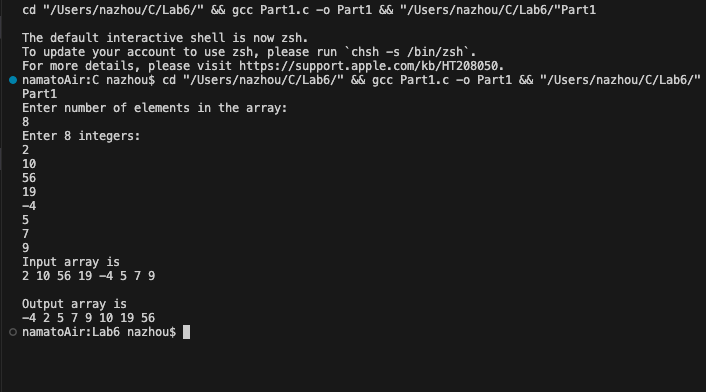 cd "/Users/nazhou/C/Lab6/" && gcc Part1.c -o Part1 && "/Users/nazhou/C/Lab6/"Part1
The default interactive shell is now zsh.
To update your account to use zsh, please run `chsh -s /bin/zsh`.
For more details, please visit https://support.apple.com/kb/HT208050.
namatoAir:C nazhou$ cd "/Users/nazhou/C/Lab6/" && gcc Part1.c -o Part1 && "/Users/nazhou/C/Lab6/"
Part1
Enter number of elements in the array:
8
Enter 8 integers:
2
10
56
19
-4
5
7
9
Input array is
2 10 56 19 -4 5 7 9
Output array is
-4 2 5 7 9 10 19 56
namatoAir:Lab6 nazhou$